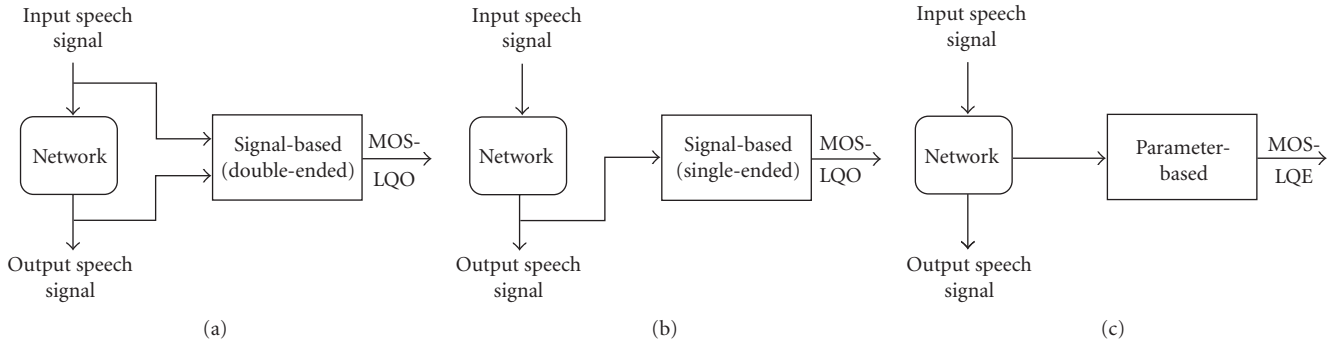 Input speech
signal
Network
Signal-based
(double-ended)
MOS-
LQO
Output speech
signal
(a)
Input speech
signal
Network
Signal-based
(single-ended)
MOS-
LQO
Output speech
signal
(b)
Input speech
signal
Network
Parameter-
based
MOS-
LQE
Output speech
signal
(c)